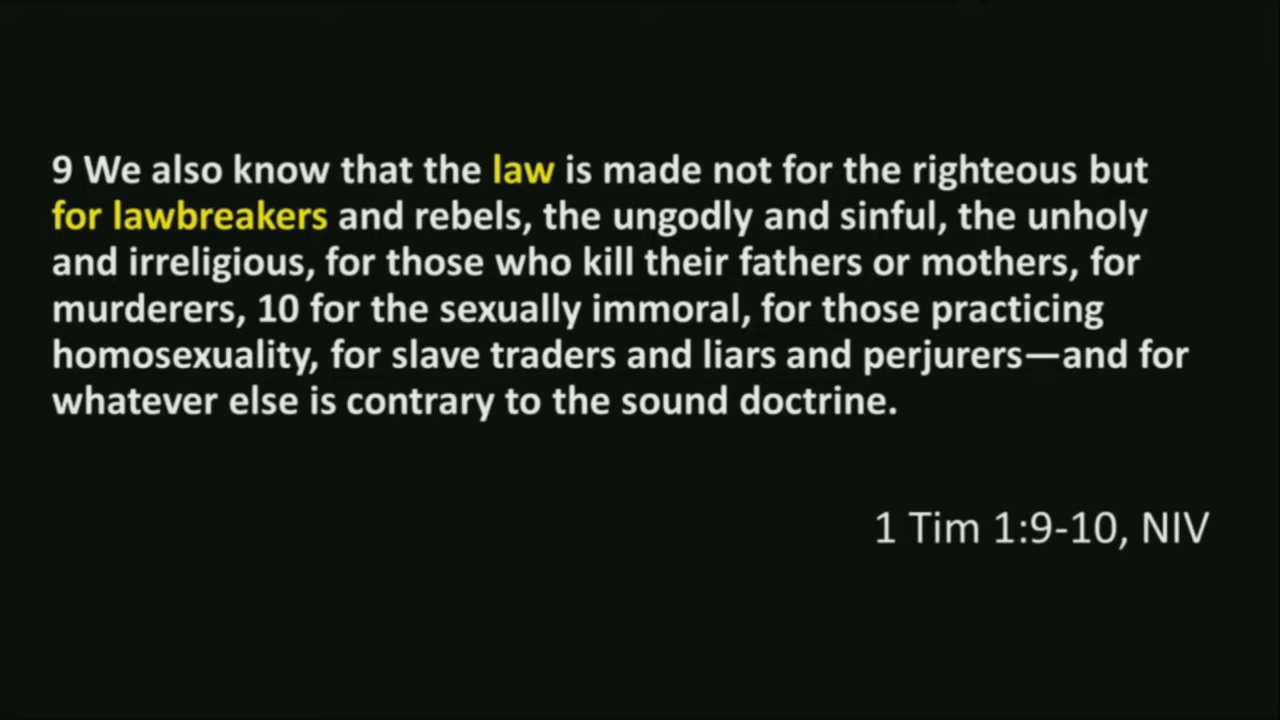 9 We also know that the law is made not for the righteous but
for lawbreakers and rebels, the ungodly and sinful, the unholy
and irreligious, for those who kill their fathers or mothers, for
murderers, 10 for the sexually immoral, for those practicing
homosexuality, for slave traders and liars and perjurers—and for
whatever else is contrary to the sound doctrine.
1 Tim 1:9-10, NIV